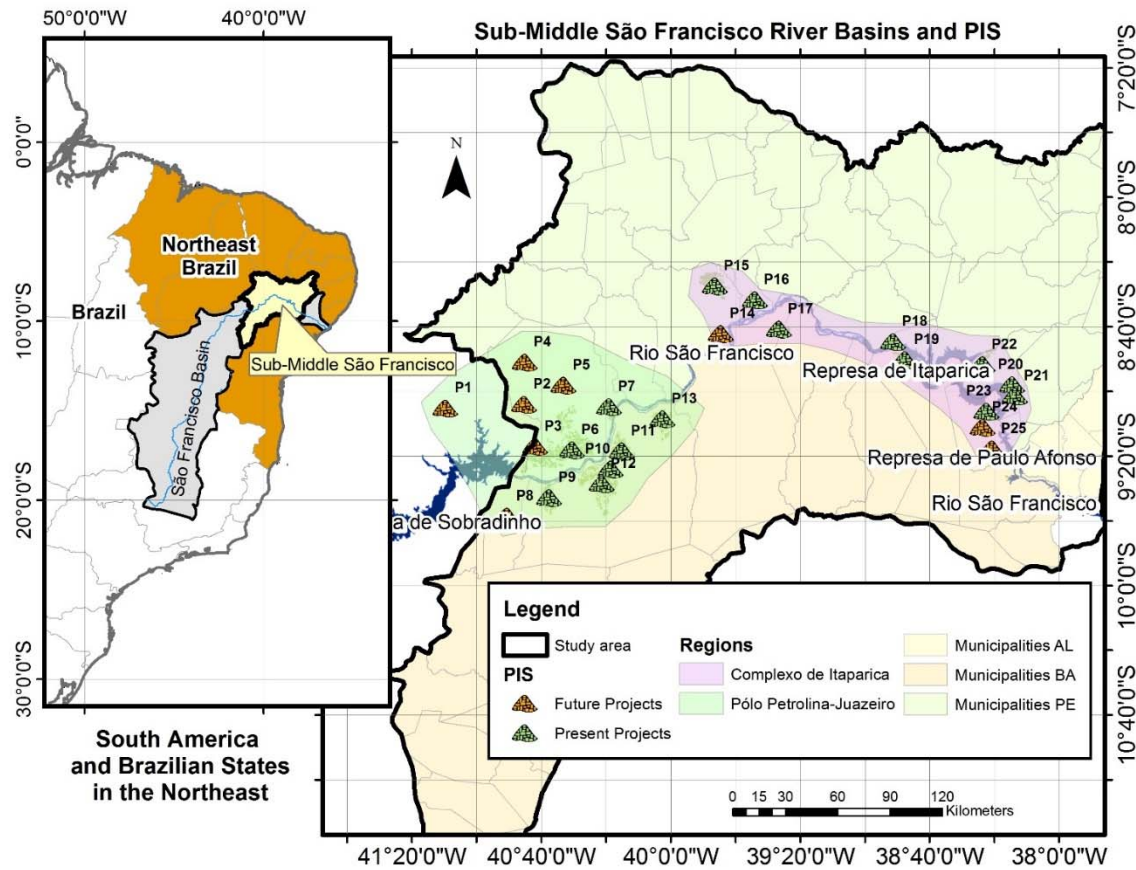 50°0'0"W
40°0'0"W
0°0'0"
10°0'0"S
20°0'0"S
30°0'0"S
Northeast
Brazil
Brazil
São Francisco Basin
Sub-Middle São Francisco
South America
and Brazilian States
in the Northeast
Sub-Middle São Francisco River Basins and PIS
N
P15
P16
P14
P17
P18
P19
P22
P20
P21
P23
P24
P25
Rio São Francisco
Represa de Itaparica
Represa de Paulo Afonso
Rio São Francisco
P4
P5
P1
P2
P7
P13
P3
P6
P10
P11
P12
P8
P9
a de Sobradinho
Legend
Study area
PIS
Future Projects
Present Projects
Regions
Complexo de Itaparica
Pólo Petrolina-Juazeiro
Municipalities AL
Municipalities BA
Municipalities PE
0 15 30 60 90 120
Kilometers
7°20'0"S
8°0'0"S
8°40'0"S
9°20'0"S
10°0'0"S
10°40'0"S
41°20'0"W
40°40'0"W
40°0'0"W
39°20'0"W
38°40'0"W
38°0'0"W